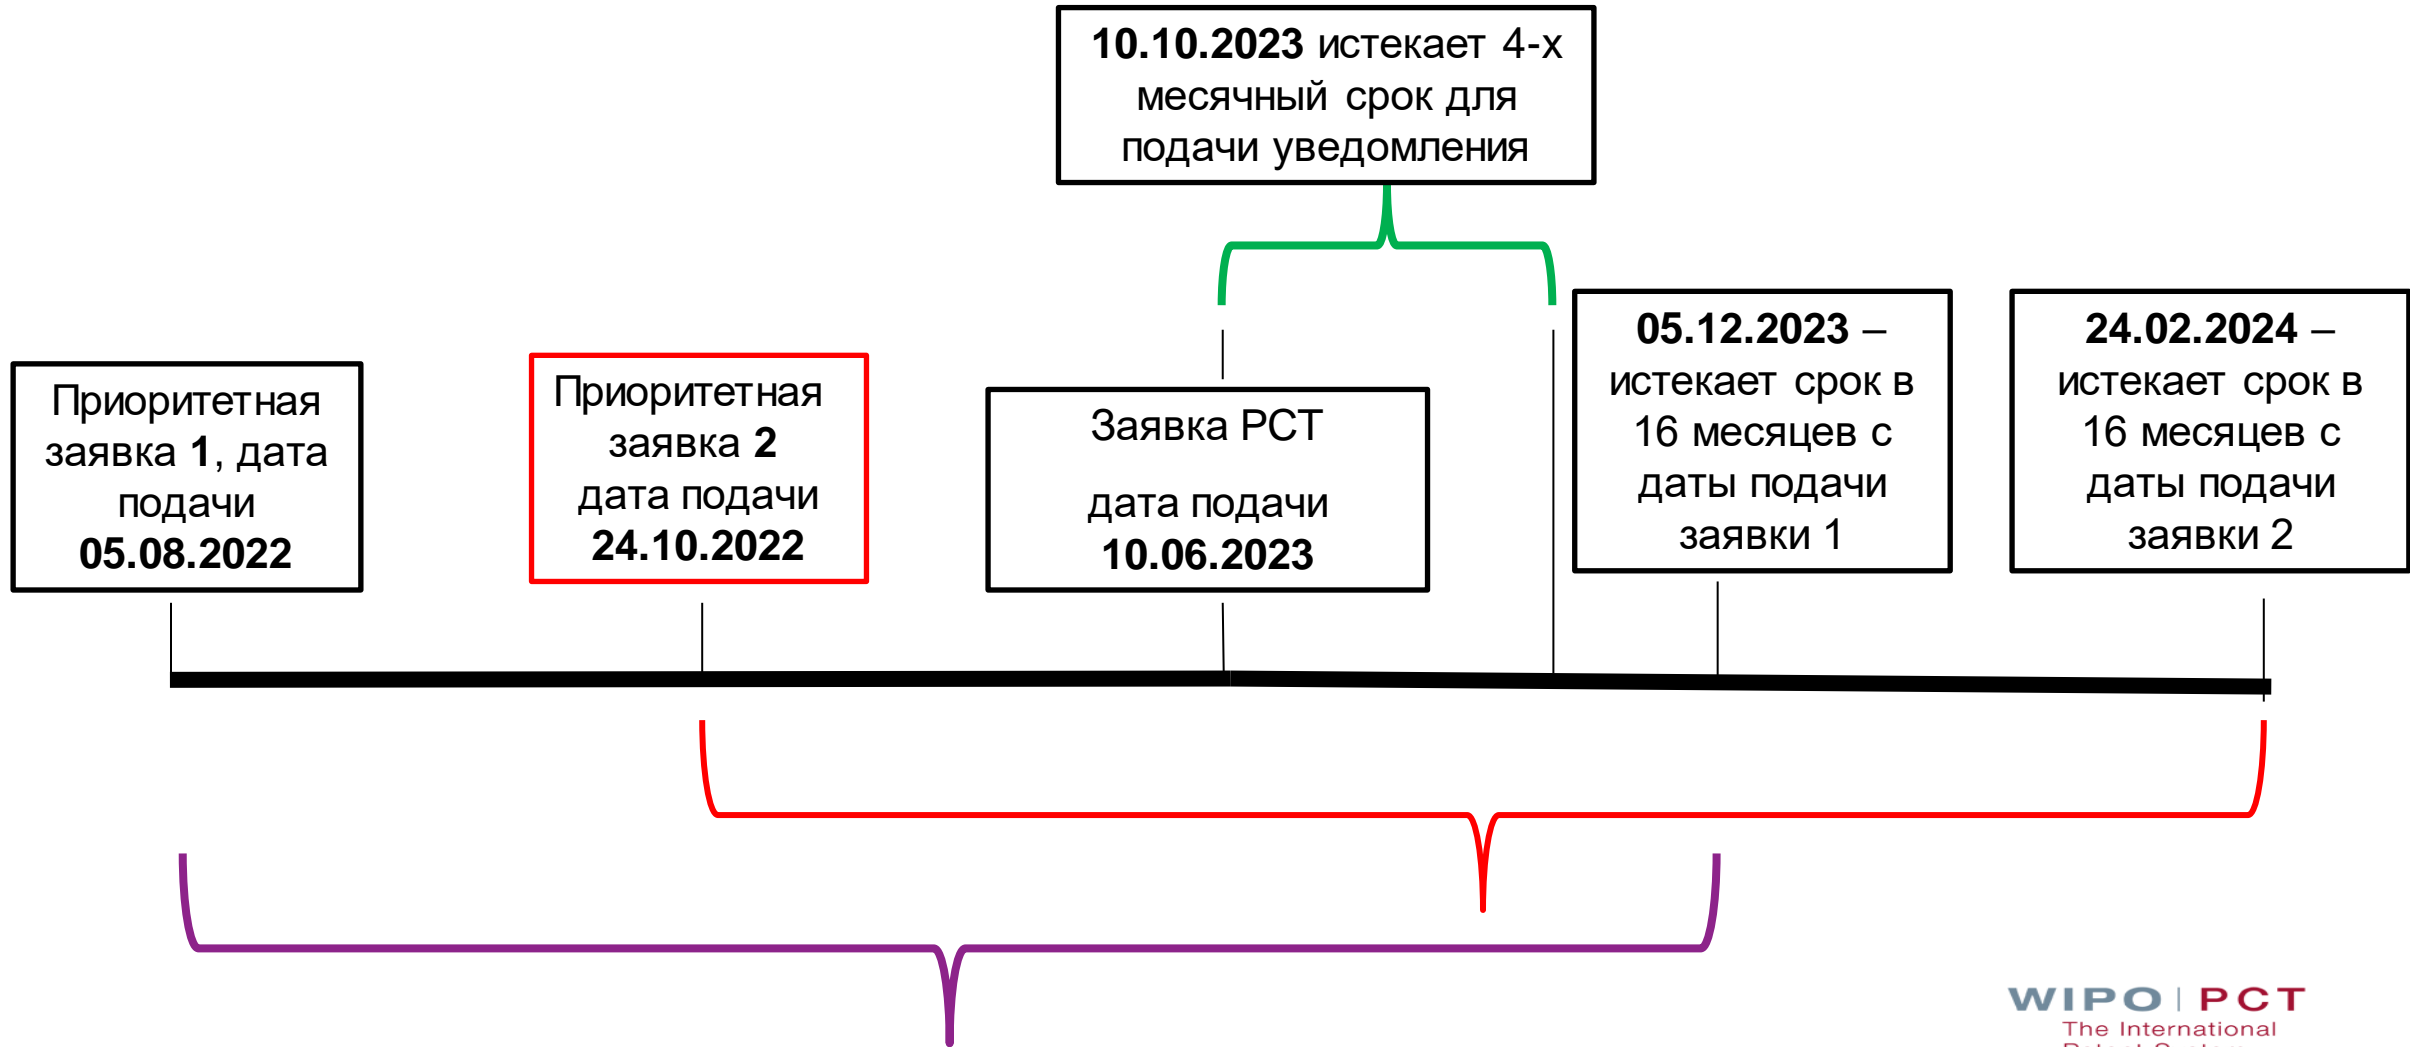 10.10.2023 истекает 4-х
месячный срок для
подачи уведомления
Приоритетная
заявка 1, дата
подачи
05.08.2022
Приоритетная
заявка 2
дата подачи
24.10.2022
Заявка PCT
дата подачи
10.06.2023
05.12.2023 –
истекает срок в
16 месяцев с
даты подачи
заявки 1
24.02.2024 –
истекает срок в
16 месяцев с
даты подачи
заявки 2
WIPO | PCT
The International
Patent System